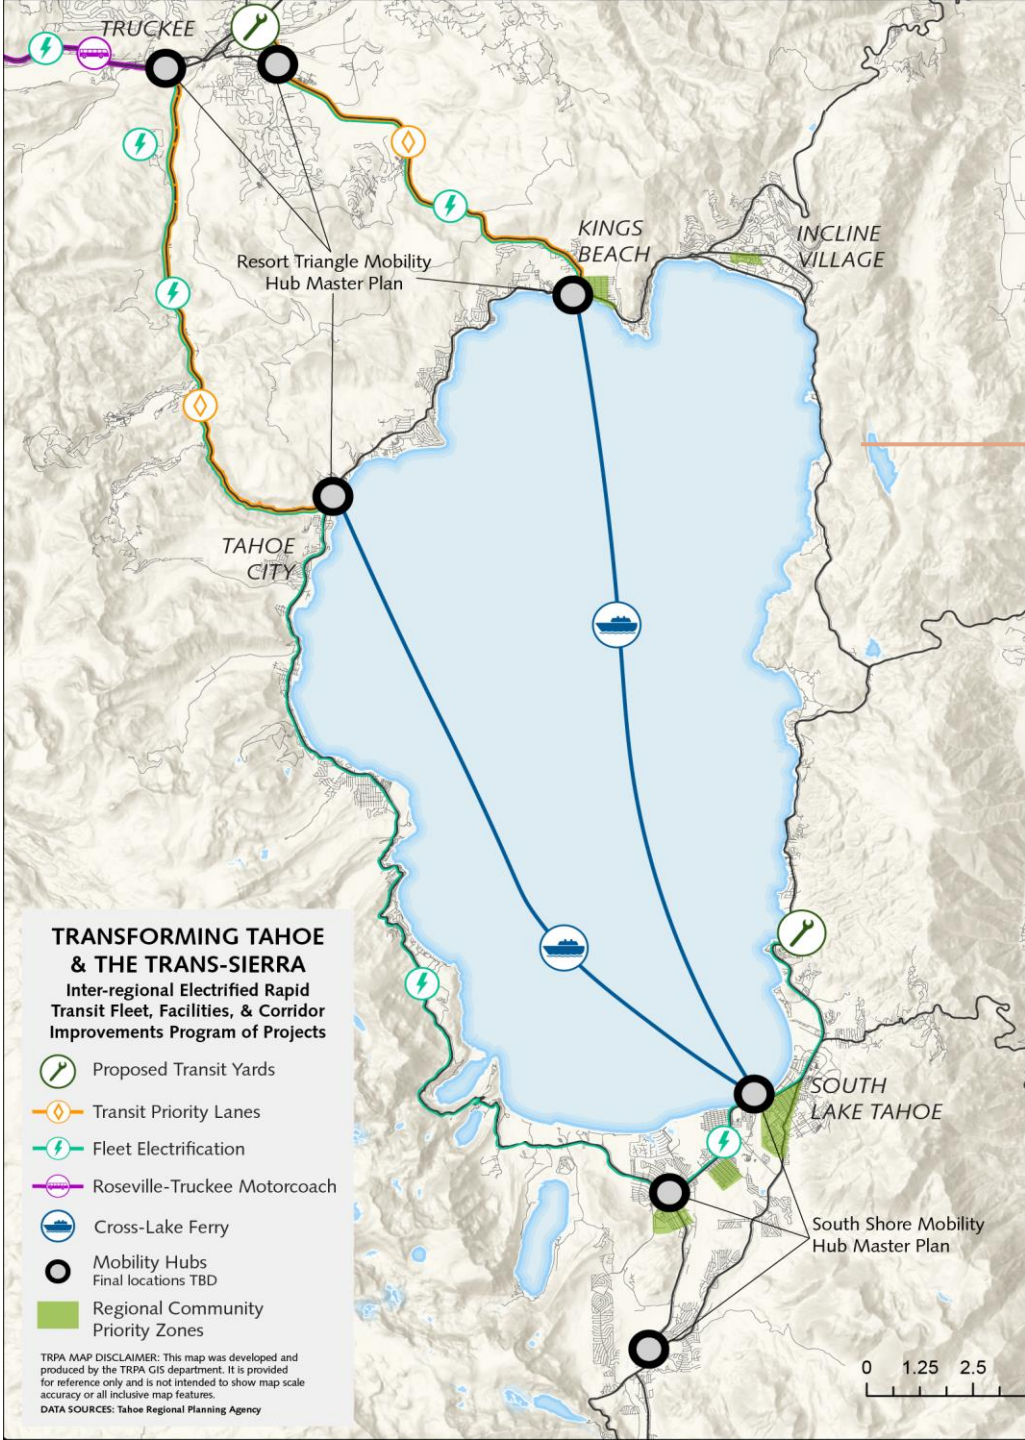 TRUCKEE
KINGS
BEACH
INCLINE
VILLAGE
Resort Triangle Mobility
Hub Master Plan
TAHOE
CITY
SOUTH
LAKE TAHOE
South Shore Mobility
Hub Master Plan
TRANSFORMING TAHOE
& THE TRANS-SIERRA
Inter-regional Electrified Rapid
Transit Fleet, Facilities, & Corridor
Improvements Program of Projects
Proposed Transit Yards
Transit Priority Lanes
Fleet Electrification
Roseville-Truckee Motorcoach
Cross-Lake Ferry
Mobility Hubs
Final locations TBD
Regional Community
Priority Zones
TRPA MAP DISCLAIMER: This map was developed and
produced by the TRPA GIS department. It is provided
for reference only and is not intended to show map scale
accuracy or all inclusive map features.
DATA SOURCES: Tahoe Regional Planning Agency
0 1.25 2.5